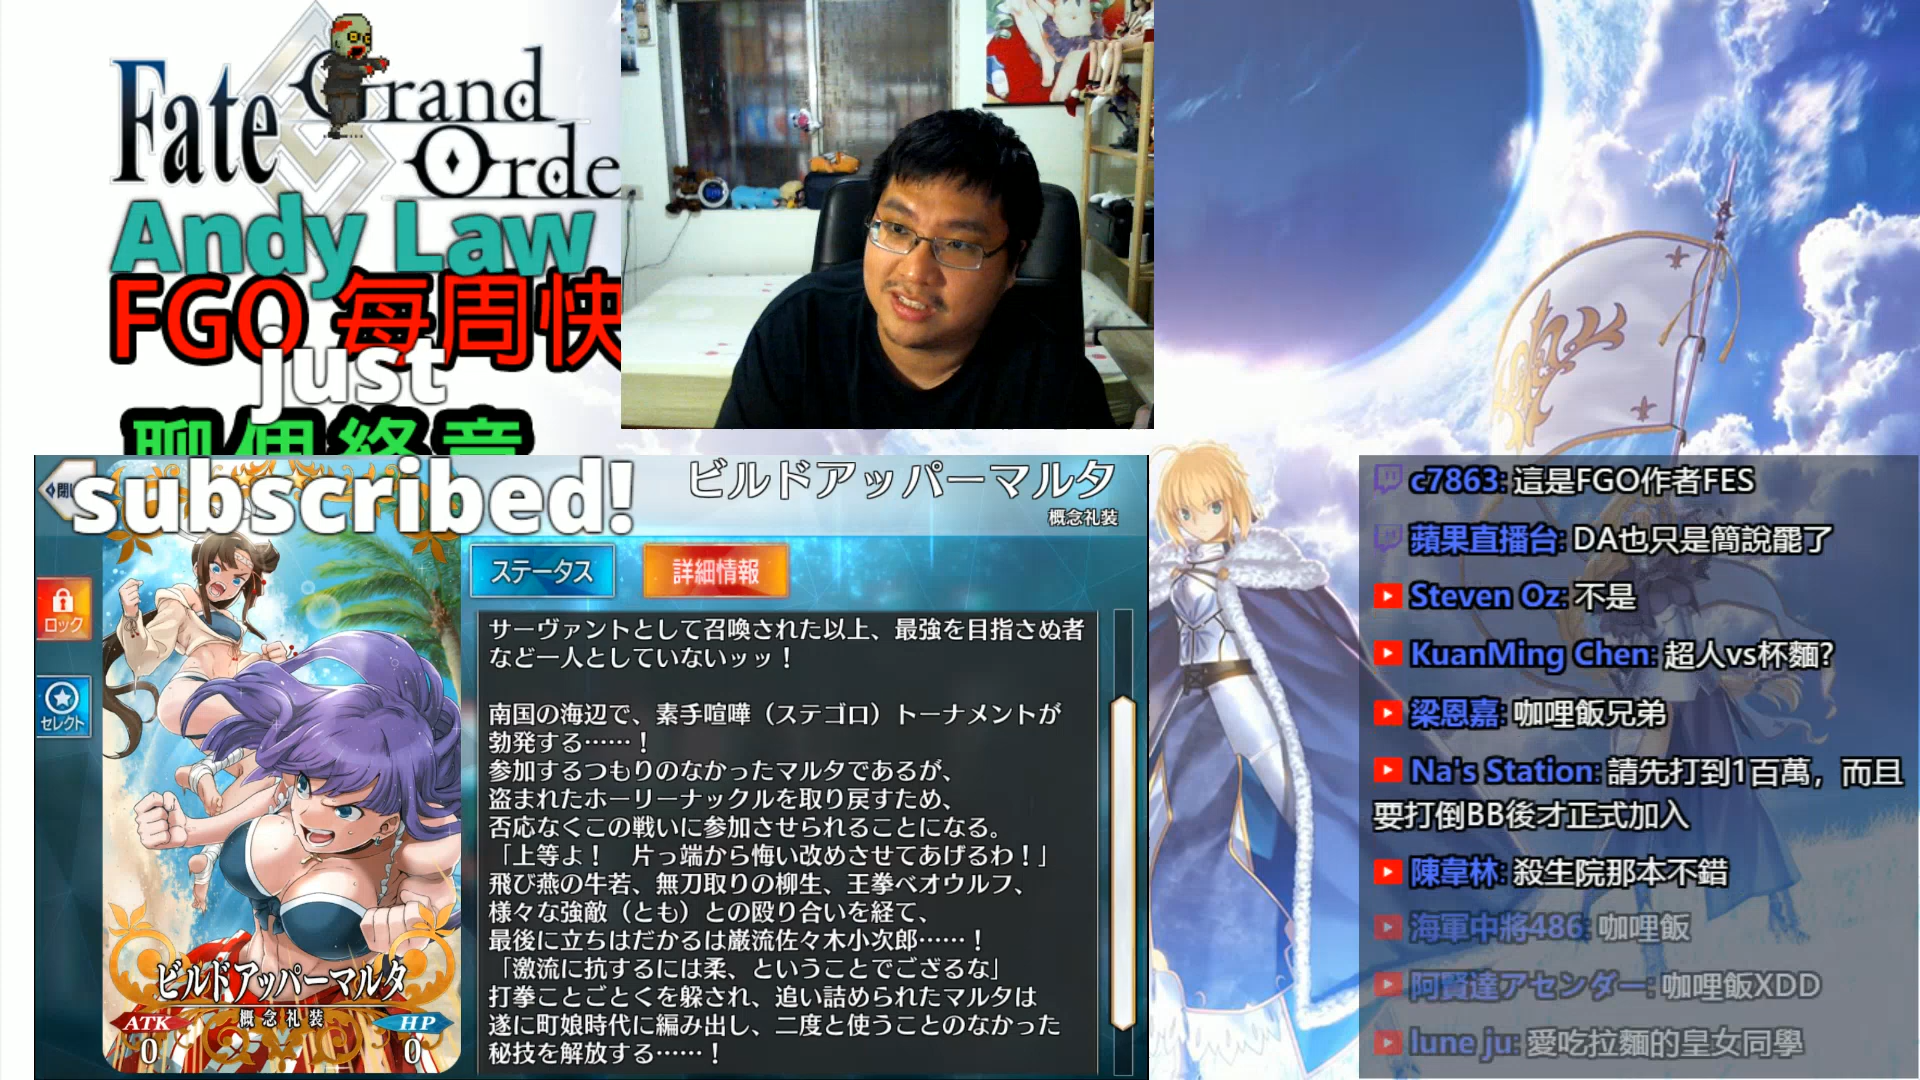 Fate
Grand
Orde
Andy Law
FGO 每周快
just
聊偶終章
subscribed!
ビルドアッパーマルタ
概念礼装
ステータス
詳細情報
ロック
セレクト
サーヴァントとして召喚された以上、最強を目指さぬ者
など一人としていないッッ！
南国の海辺で、素手喧嘩（ステゴロ）トーナメントが
勃発する……！
参加するつもりのなかったマルタであるが、
盗まれたホーリーナックルを取り戻すため、
否応なくこの戦いに参加させられることになる。
「上等よ！　片っ端から悔い改めさせてあげるわ！」
飛び燕の牛若、無刀取りの柳生、王拳ベオウルフ、
様々な強敵（とも）との殴り合いを経て、
最後に立ちはだかるは巌流佐々木小次郎……！
「激流に抗するには柔、ということでござるな」
打拳ことごとくを躱され、追い詰められたマルタは
遂に町娘時代に編み出し、二度と使うことのなかった
秘技を解放する……！
ビルドアッパーマルタ
概念礼装
ATK
0
HP
0
c7863: 這是FGO作者FES
蘋果直播台: DA也只是簡說罷了
Steven Oz: 不是
KuanMing Chen: 超人vs杯麵?
梁恩嘉: 咖哩飯兄弟
Na's Station: 請先打到1百萬，而且
要打倒BB後才正式加入
陳韋林: 殺生院那本不錯
海軍中將486: 咖哩飯
阿賢達アセンダー: 咖哩飯XDD
lune ju: 愛吃拉麵的皇女同學